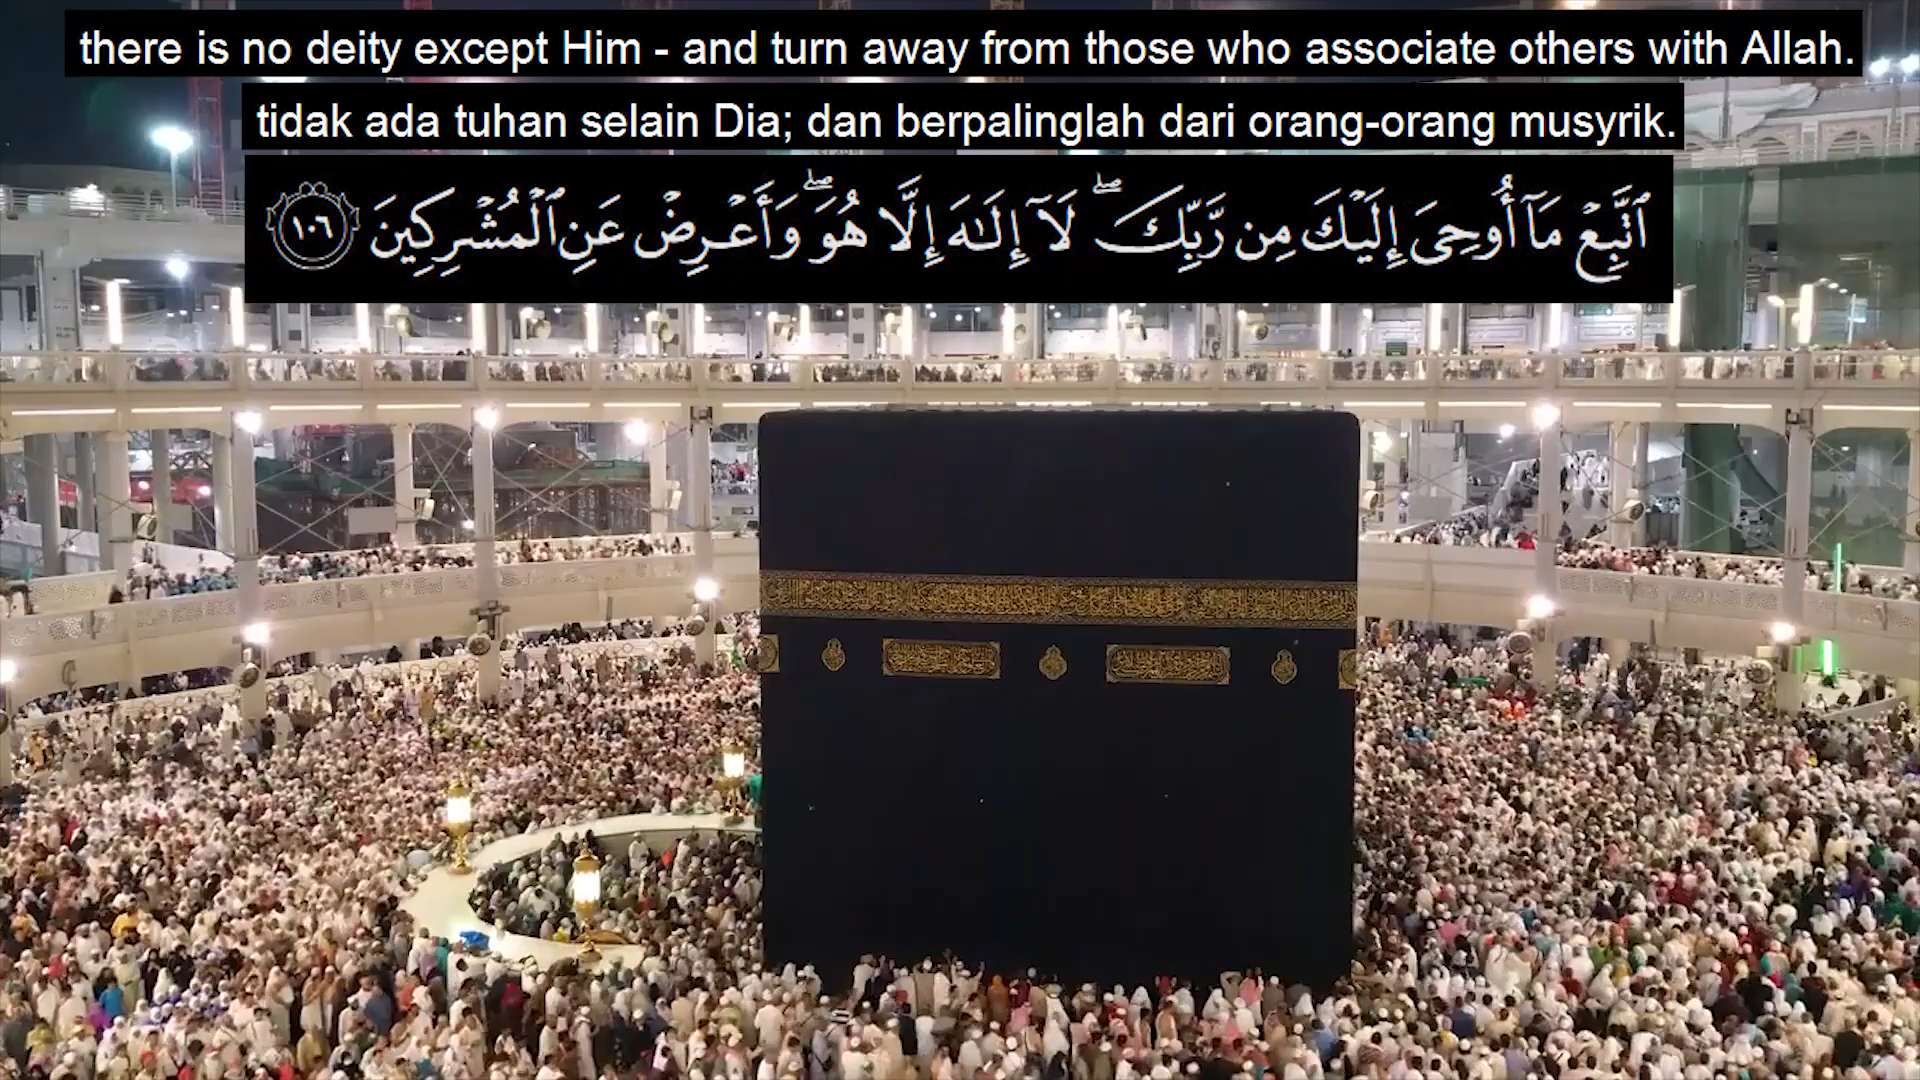 there is no deity except Him - and turn away from those who associate others with Allah.
tidak ada tuhan selain Dia; dan berpalinglah dari orang-orang musyrik.
ٱتَّبِعۡ مَآ أُوحِىَ إِلَيۡكَ مِن رَّبِّكَۖ لَآ إِلَـٰهَ إِلَّا هُوَۖ وَأَعۡرِضۡ عَنِ ٱلۡمُشۡرِكِينَ ١٠٦